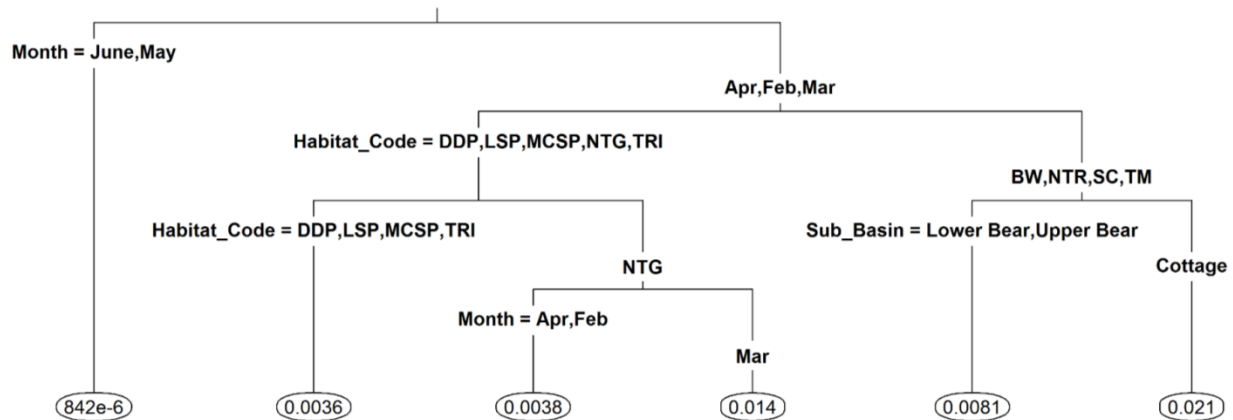 Month = June,May
Apr,Feb,Mar
Habitat_Code = DDP,LSP,MCSP,NTG,TRI
BW,NTR,SC,TM
Habitat_Code = DDP,LSP,MCSP,TRI
Sub_Basin = Lower Bear,Upper Bear
NTG
Cottage
Month = Apr,Feb
Mar
842e-6
0.0036
0.0038
0.014
0.0081
0.021